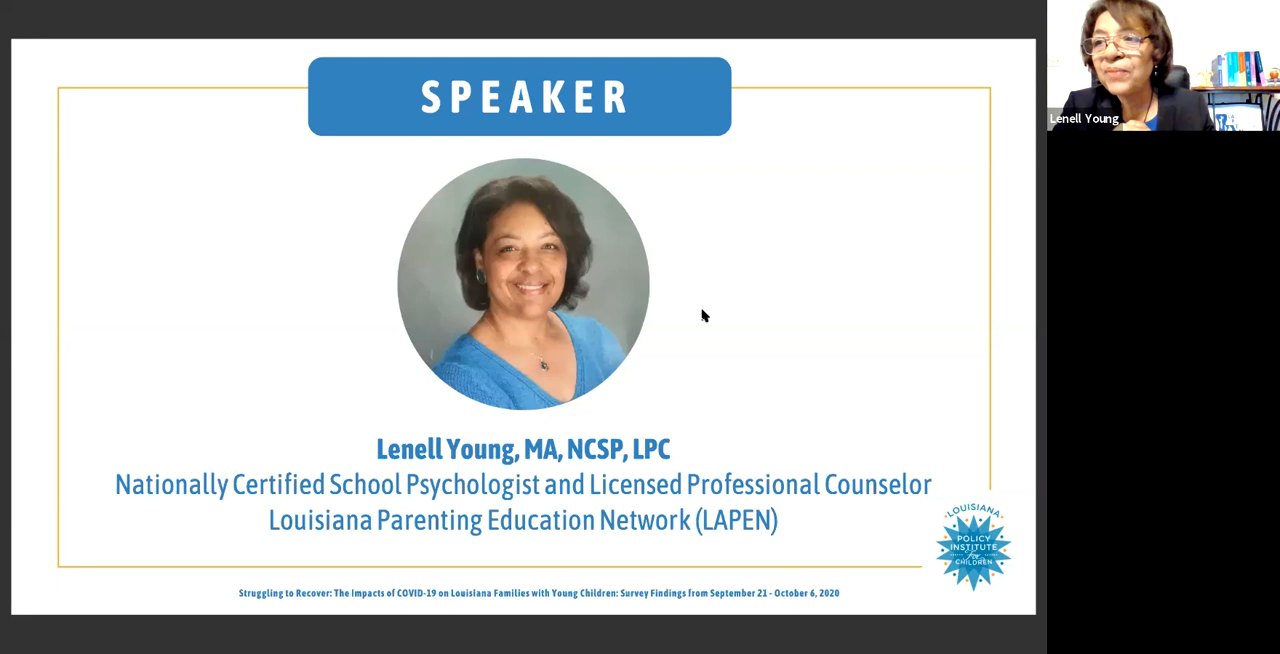 SPEAKER
Lenell Young
Lenell Young, MA, NCSP, LPC
Nationally Certified School Psychologist and Licensed Professional Counselor
Louisiana Parenting Education Network (LAPEN)
LOUISIANA
POLICY
INSTITUTE
For
CHILDREN
Struggling to Recover: The Impacts of COVID-19 on Louisiana Families with Young Children: Survey Findings from September 21 - October 6, 2020